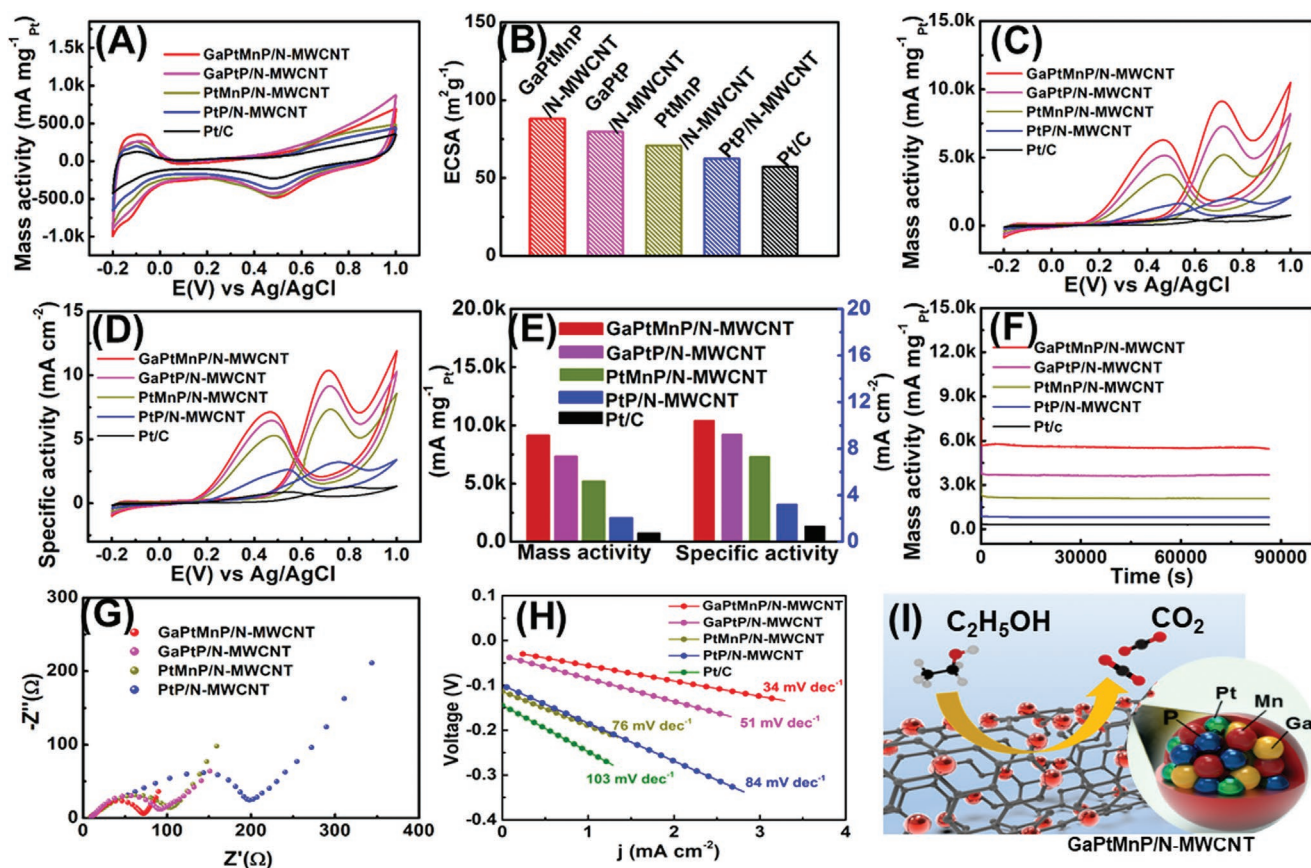 (A)
Mass activity (mA mg⁻¹Pt)
1.5k
1.0k
500.0
0.0
-500.0
-1.0k
GaPtMnP/N-MWCNT
GaPtP/N-MWCNT
PtMnP/N-MWCNT
PtP/N-MWCNT
Pt/C
-0.2 0.0 0.2 0.4 0.6 0.8 1.0
E(V) vs Ag/AgCl
(B)
ECSA (m² g⁻¹)
150
100
50
0
GaPtMnP
/N-MWCNT
GaPtP
/N-MWCNT
PtMnP
/N-MWCNT
PtP/N-MWCNT
Pt/C
(C)
Mass activity (mA mg⁻¹Pt)
15.0k
10.0k
5.0k
0.0
GaPtMnP/N-MWCNT
GaPtP/N-MWCNT
PtMnP/N-MWCNT
PtP/N-MWCNT
Pt/C
-0.2 0.0 0.2 0.4 0.6 0.8 1.0
E(V) vs Ag/AgCl
(D)
Specific activity (mA cm⁻²)
15
10
5
0
GaPtMnP/N-MWCNT
GaPtP/N-MWCNT
PtMnP/N-MWCNT
PtP/N-MWCNT
Pt/C
-0.2 0.0 0.2 0.4 0.6 0.8 1.0
E(V) vs Ag/AgCl
(E)
(mA mg⁻¹Pt)
20.0k
15.0k
10.0k
5.0k
0.0
GaPtMnP/N-MWCNT
GaPtP/N-MWCNT
PtMnP/N-MWCNT
PtP/N-MWCNT
Pt/C
20
16
12
8
4
0
(mA cm⁻²)
Mass activity Specific activity
(F)
Mass activity (mA mg⁻¹Pt)
15.0k
12.0k
9.0k
6.0k
3.0k
0.0
GaPtMnP/N-MWCNT
GaPtP/N-MWCNT
PtMnP/N-MWCNT
PtP/N-MWCNT
Pt/c
0 30000 60000 90000
Time (s)
(G)
-Z''(Ω)
300
200
100
0
GaPtMnP/N-MWCNT
GaPtP/N-MWCNT
PtMnP/N-MWCNT
PtP/N-MWCNT
0 100 200 300 400
Z'(Ω)
(H)
Voltage (V)
0.1
0.0
-0.1
-0.2
-0.3
-0.4
GaPtMnP/N-MWCNT
GaPtP/N-MWCNT
PtMnP/N-MWCNT
PtP/N-MWCNT
Pt/C
34 mV dec⁻¹
51 mV dec⁻¹
76 mV dec⁻¹
103 mV dec⁻¹
84 mV dec⁻¹
0 1 2 3 4
j (mA cm⁻²)
(I)
C₂H₅OH
CO₂
Pt
Mn
P
Ga
GaPtMnP/N-MWCNT